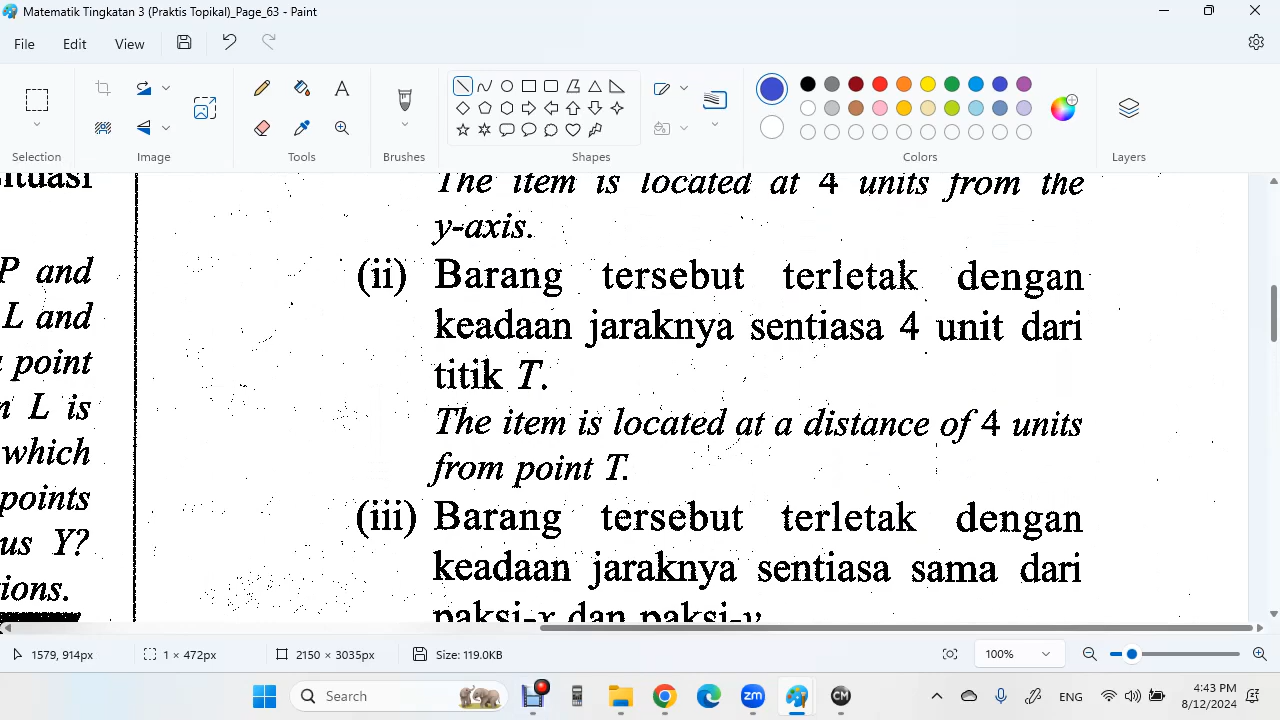 Matematik Tingkatan 3 (Praktis Topikal)_Page_63 - Paint
File Edit View
Selection Image Tools Brushes Shapes Colors Layers
The item is located at 4 units from the
y-axis.
P and
L and
point
L is
which
points
us Y?
ions.
(ii) Barang tersebut terletak dengan
keadaan jaraknya sentiasa 4 unit dari
titik T.
The item is located at a distance of 4 units
from point T.
(iii) Barang tersebut terletak dengan
keadaan jaraknya sentiasa sama dari
paksi-x dan paksi-y.
1579, 914px 1 × 472px 2150 × 3035px Size: 119.0KB 100%
Search ENG 4:43 PM
8/12/2024